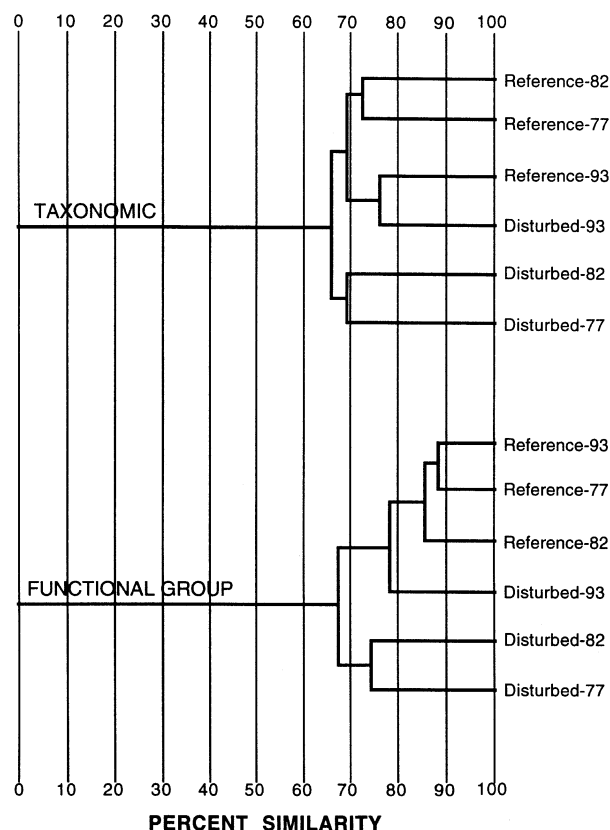 0 10 20 30 40 50 60 70 80 90 100
Reference-82
Reference-77
Reference-93
TAXONOMIC
Disturbed-93
Disturbed-82
Disturbed-77
Reference-93
Reference-77
Reference-82
FUNCTIONAL GROUP
Disturbed-93
Disturbed-82
Disturbed-77
0 10 20 30 40 50 60 70 80 90 100
PERCENT SIMILARITY